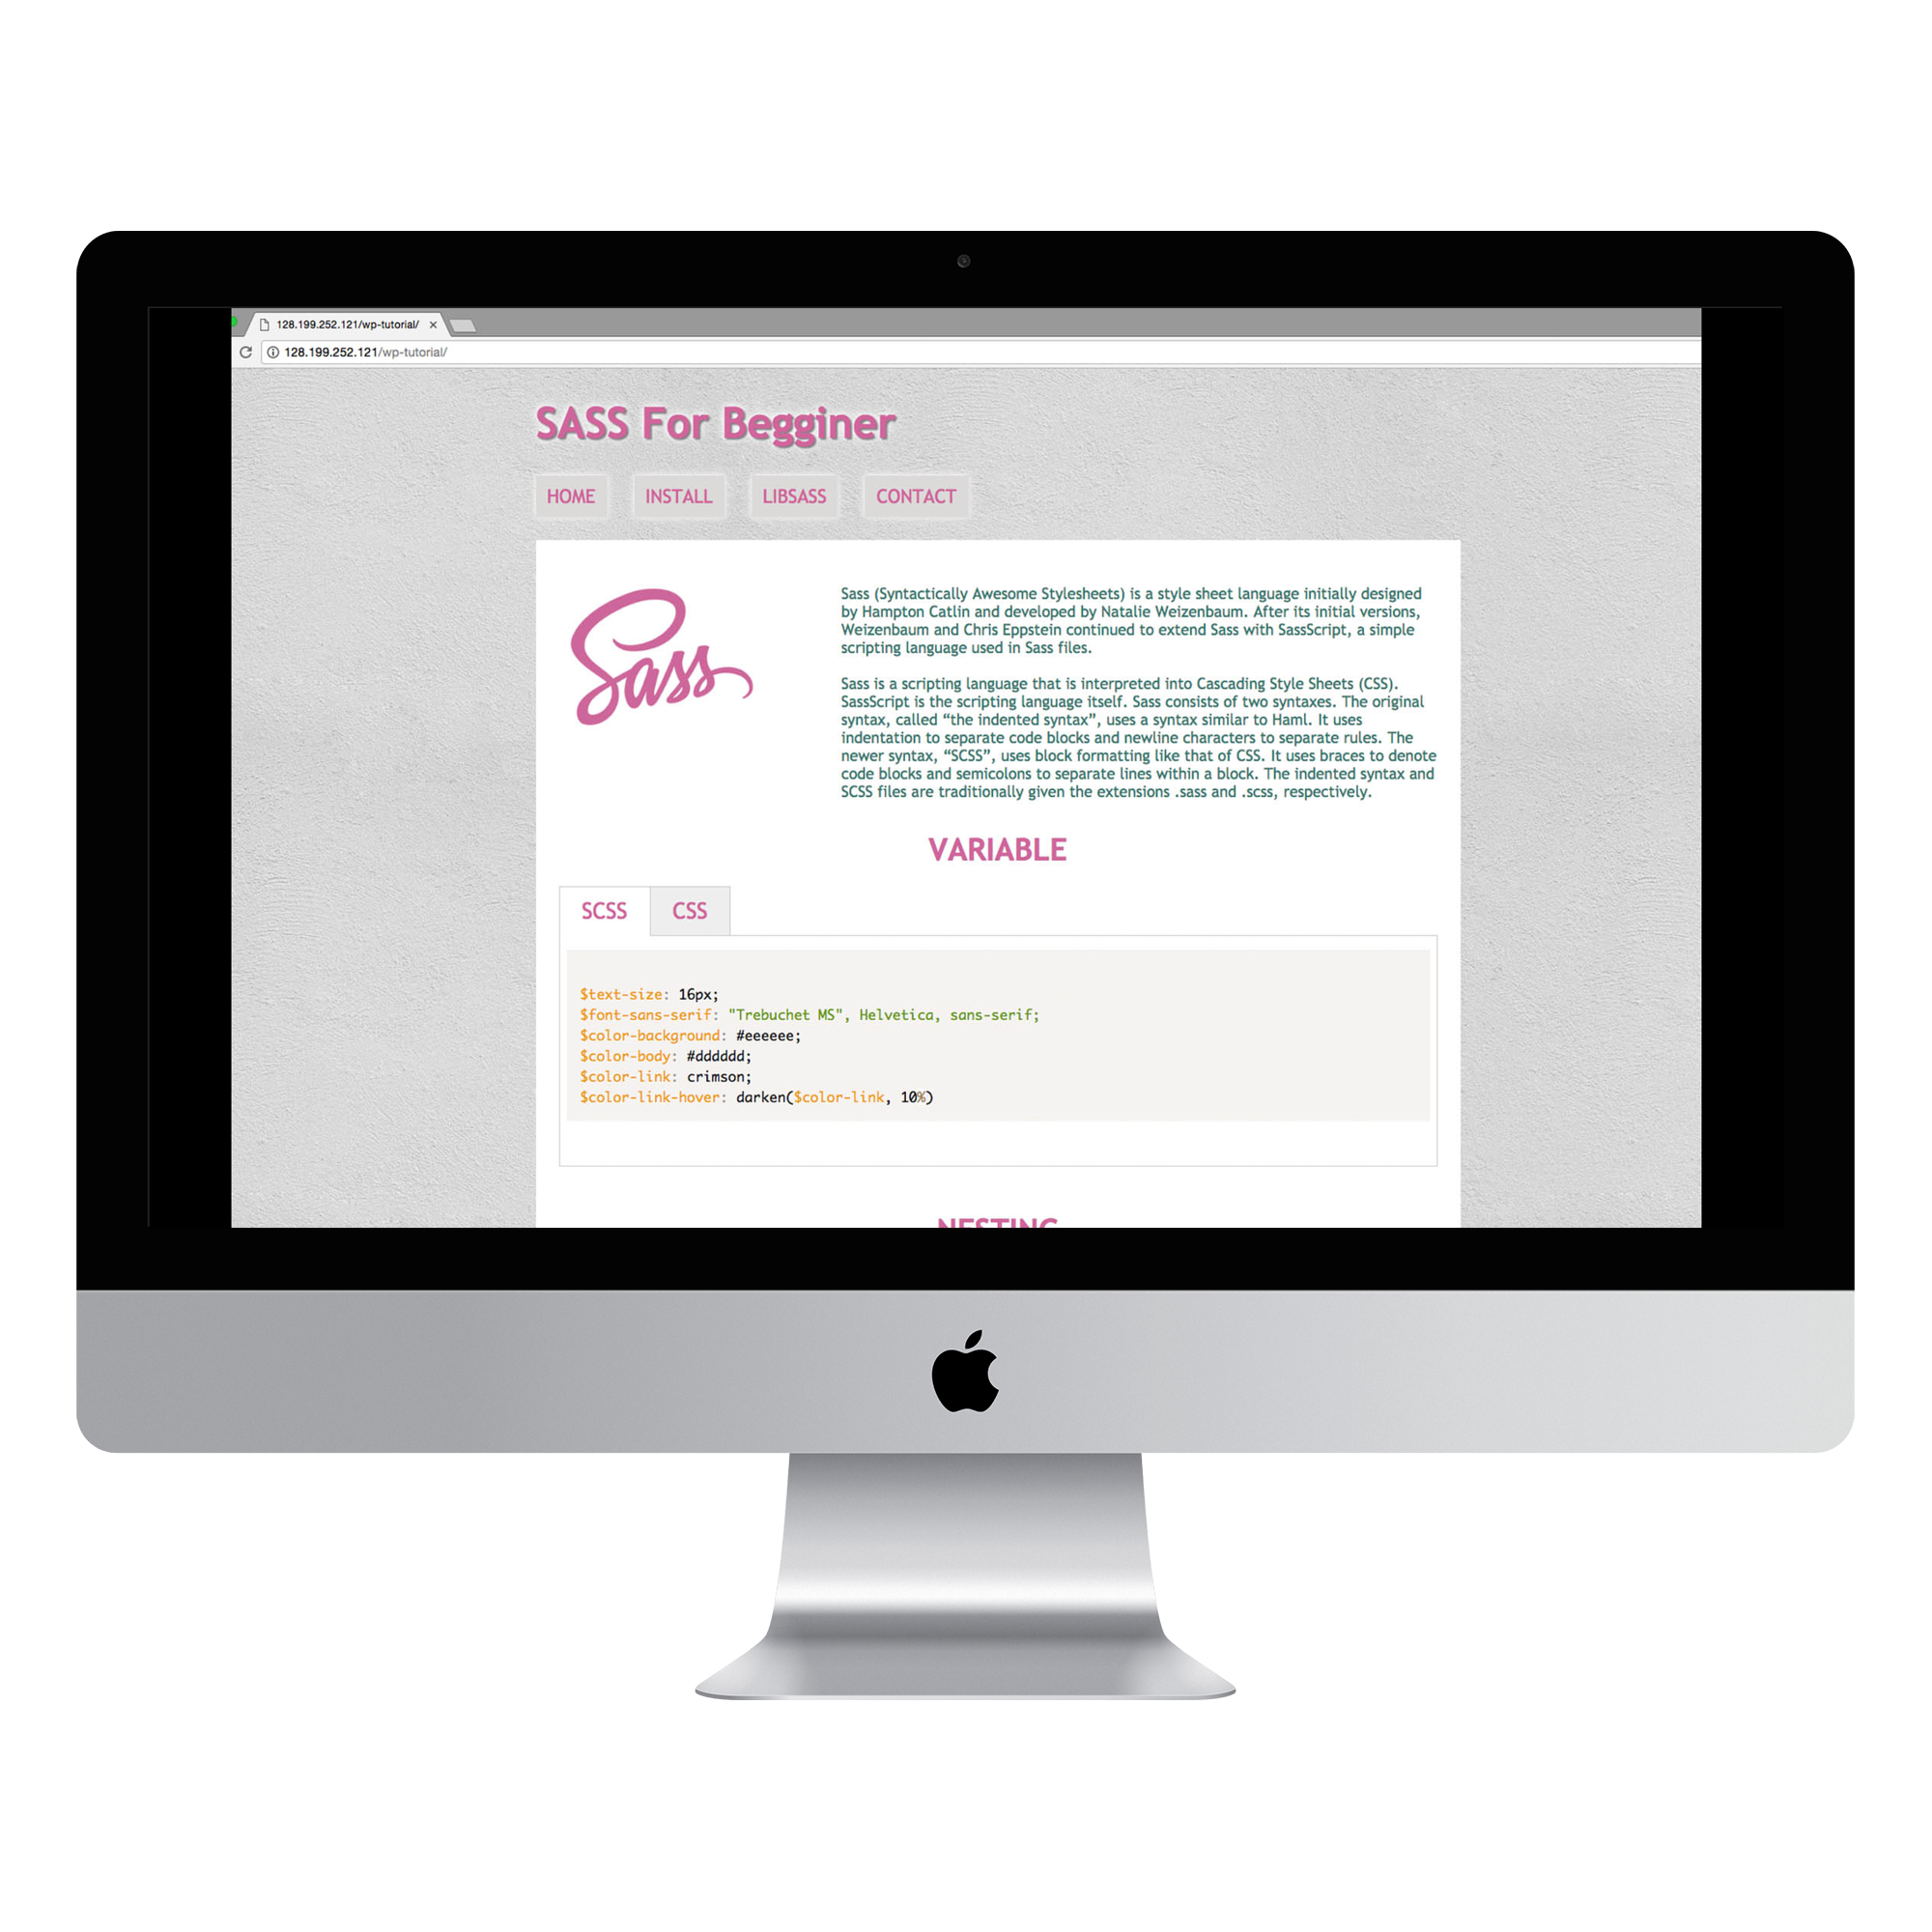 128.199.252.121/wp-tutorial/
128.199.252.121/wp-tutorial/
SASS For Begginer
HOME INSTALL LIBSASS CONTACT
Sass
Sass (Syntactically Awesome Stylesheets) is a style sheet language initially designed
by Hampton Catlin and developed by Natalie Weizenbaum. After its initial versions,
Weizenbaum and Chris Eppstein continued to extend Sass with SassScript, a simple
scripting language used in Sass files.
Sass is a scripting language that is interpreted into Cascading Style Sheets (CSS).
SassScript is the scripting language itself. Sass consists of two syntaxes. The original
syntax, called “the indented syntax”, uses a syntax similar to Haml. It uses
indentation to separate code blocks and newline characters to separate rules. The
newer syntax, “SCSS”, uses block formatting like that of CSS. It uses braces to denote
code blocks and semicolons to separate lines within a block. The indented syntax and
SCSS files are traditionally given the extensions .sass and .scss, respectively.
VARIABLE
SCSS CSS
$text-size: 16px;
$font-sans-serif: "Trebuchet MS", Helvetica, sans-serif;
$color-background: #eeeeee;
$color-body: #dddddd;
$color-link: crimson;
$color-link-hover: darken($color-link, 10%)
NESTING